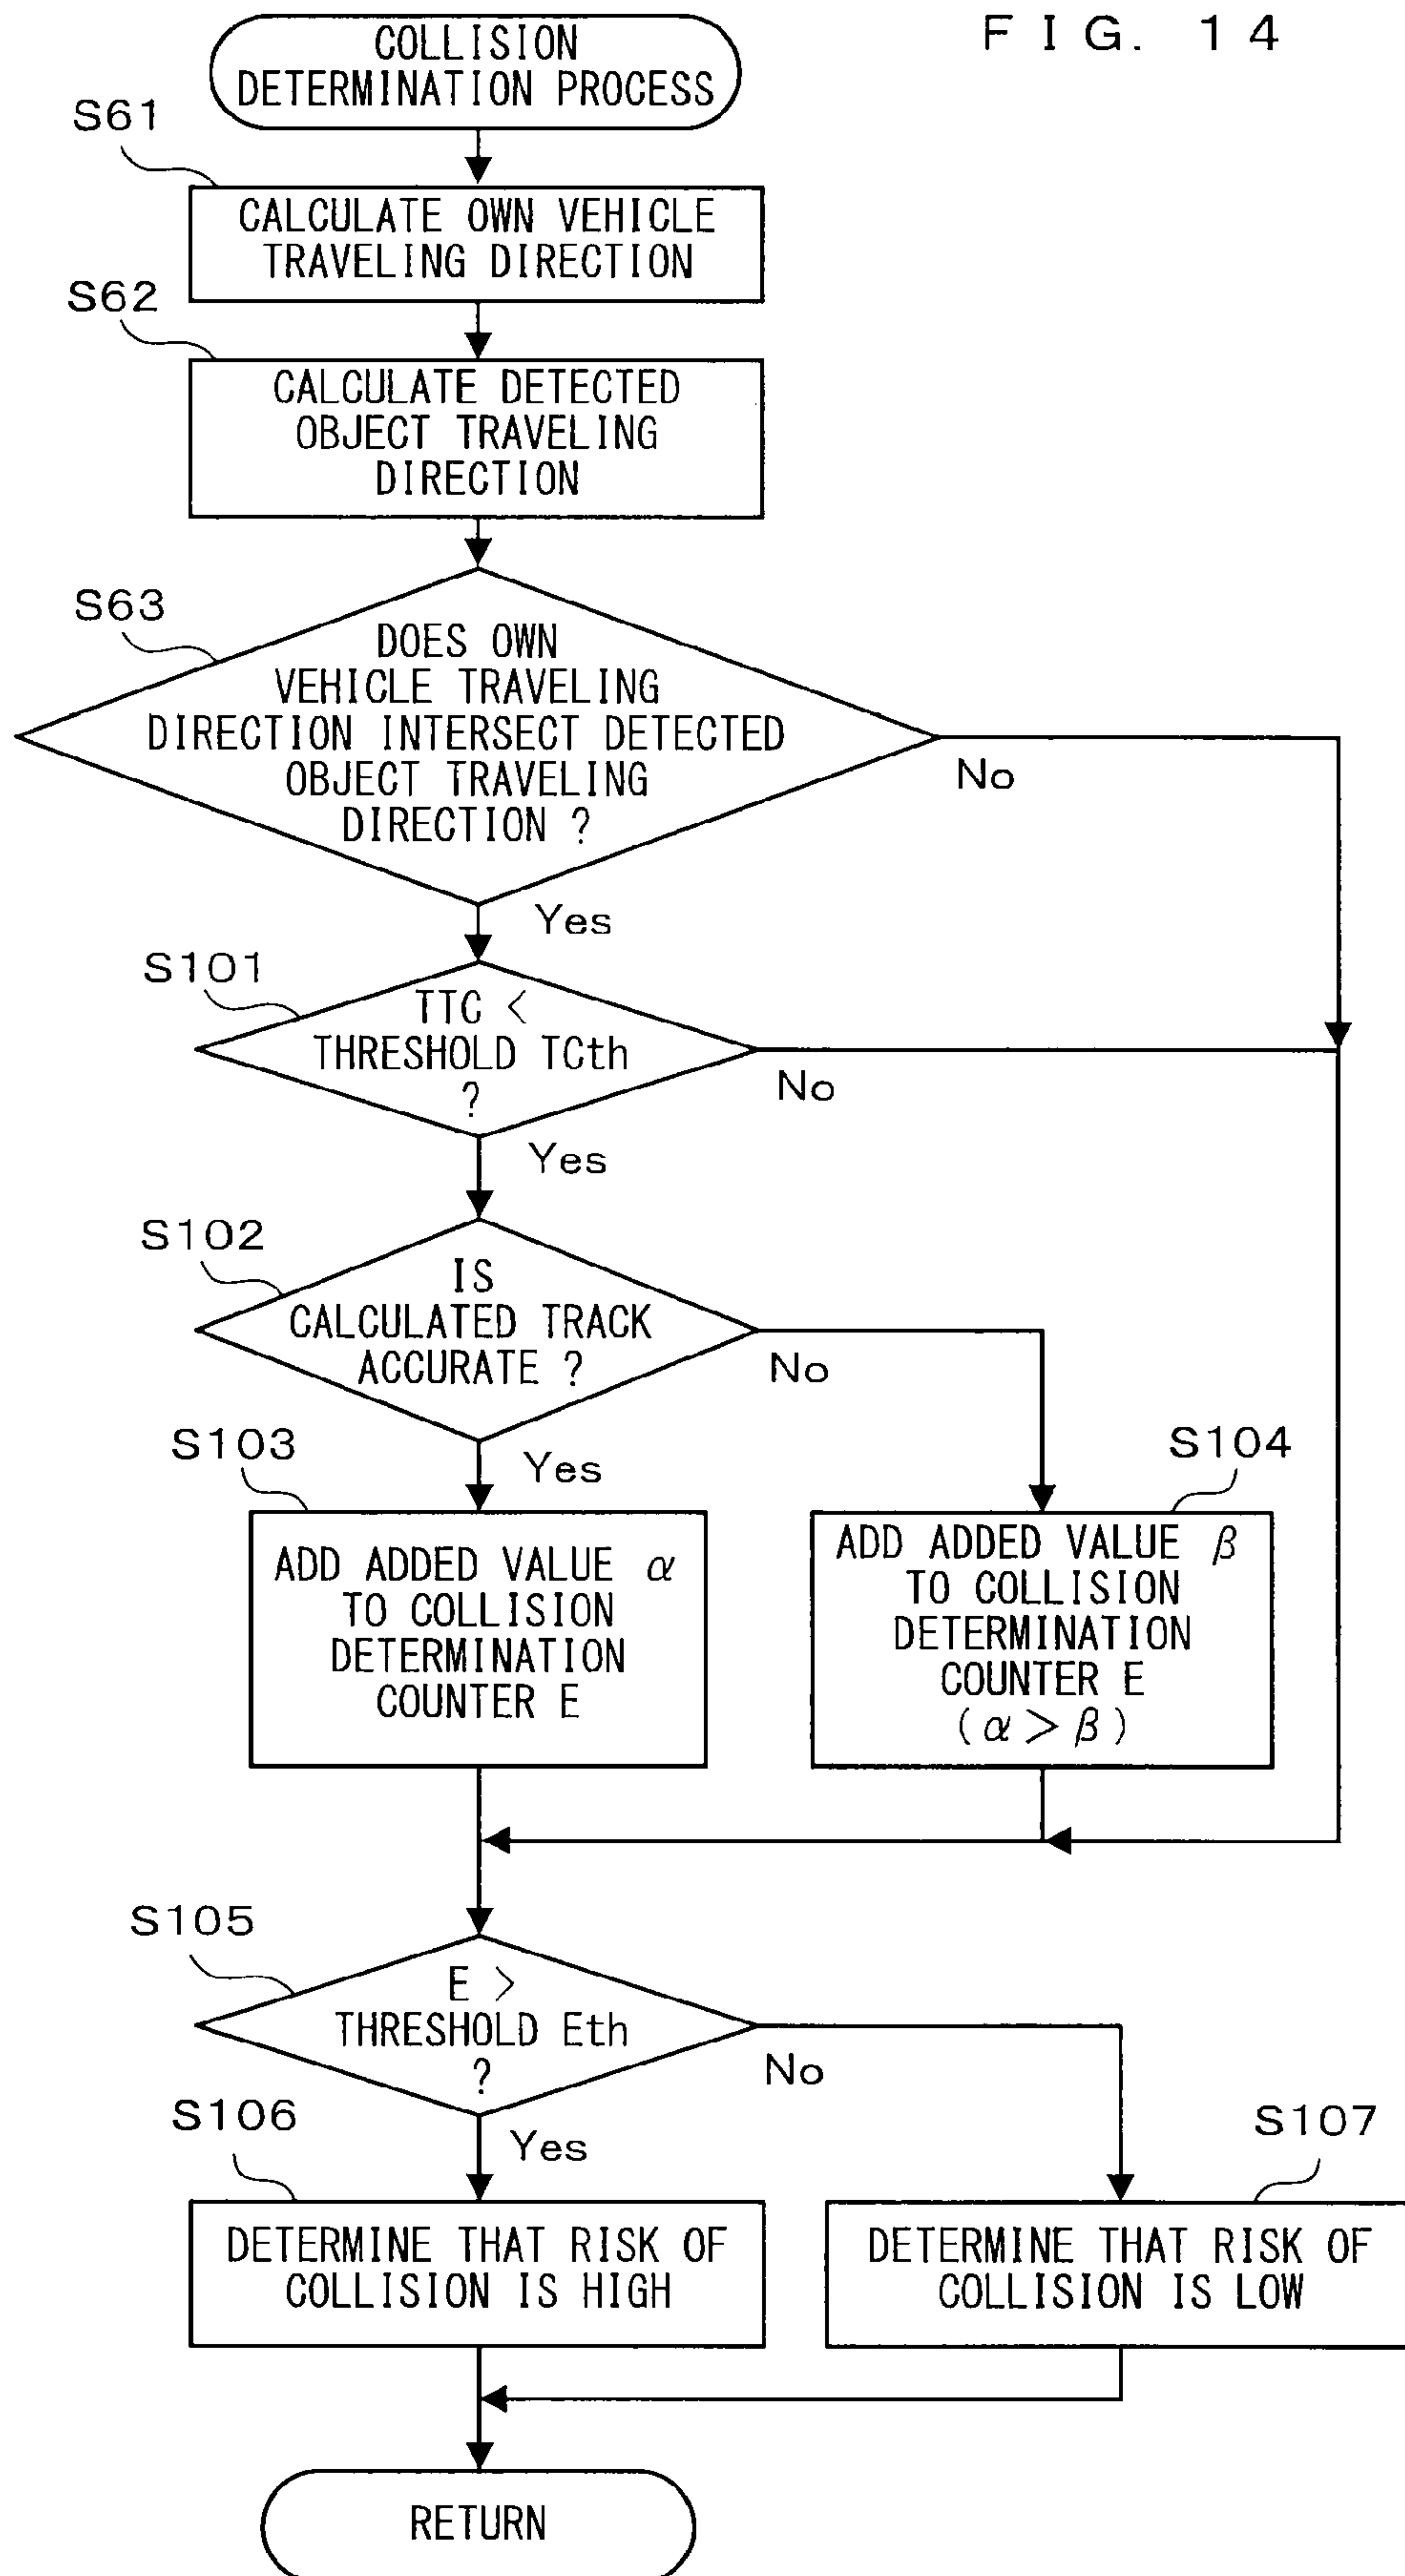 FIG. 14
COLLISION
DETERMINATION PROCESS
S61
CALCULATE OWN VEHICLE
TRAVELING DIRECTION
S62
CALCULATE DETECTED
OBJECT TRAVELING
DIRECTION
S63
DOES OWN
VEHICLE TRAVELING
DIRECTION INTERSECT DETECTED
OBJECT TRAVELING
DIRECTION ?
No
Yes
S101
TTC <
THRESHOLD TCth
?
No
Yes
S102
IS
CALCULATED TRACK
ACCURATE ?
No
Yes
S103
ADD ADDED VALUE α
TO COLLISION
DETERMINATION
COUNTER E
S104
ADD ADDED VALUE β
TO COLLISION
DETERMINATION
COUNTER E
(α > β)
S105
E >
THRESHOLD Eth
?
No
Yes
S106
DETERMINE THAT RISK OF
COLLISION IS HIGH
S107
DETERMINE THAT RISK OF
COLLISION IS LOW
RETURN